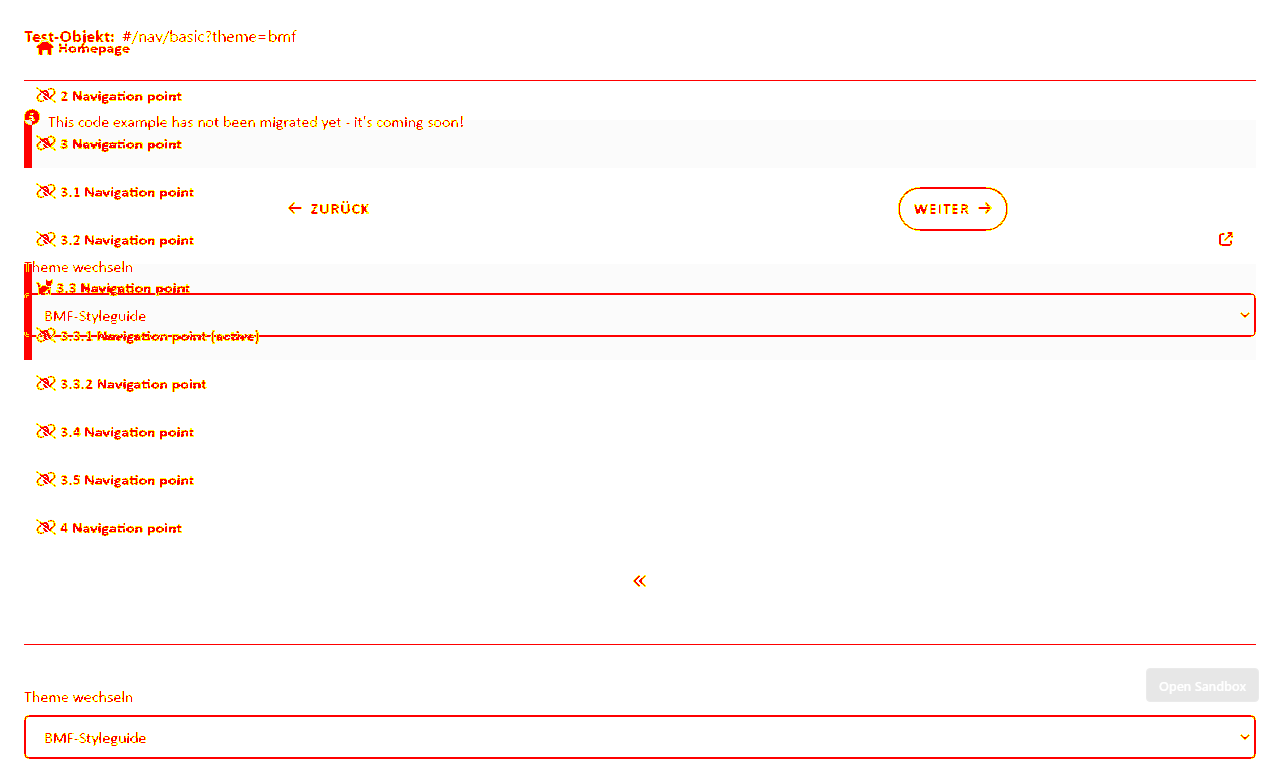 Test-Objekt: #/nav/basic?theme=bmf
Homepage
2 Navigation point
This code example has not been migrated yet - it's coming soon!
3 Navigation point
3.1 Navigation point
← ZURÜCK
WEITER →
3.2 Navigation point
Theme wechseln
3.3 Navigation point
BMF-Styleguide
3.3.1 Navigation point (active)
3.3.2 Navigation point
3.4 Navigation point
3.5 Navigation point
4 Navigation point
«
Open Sandbox
Theme wechseln
BMF-Styleguide